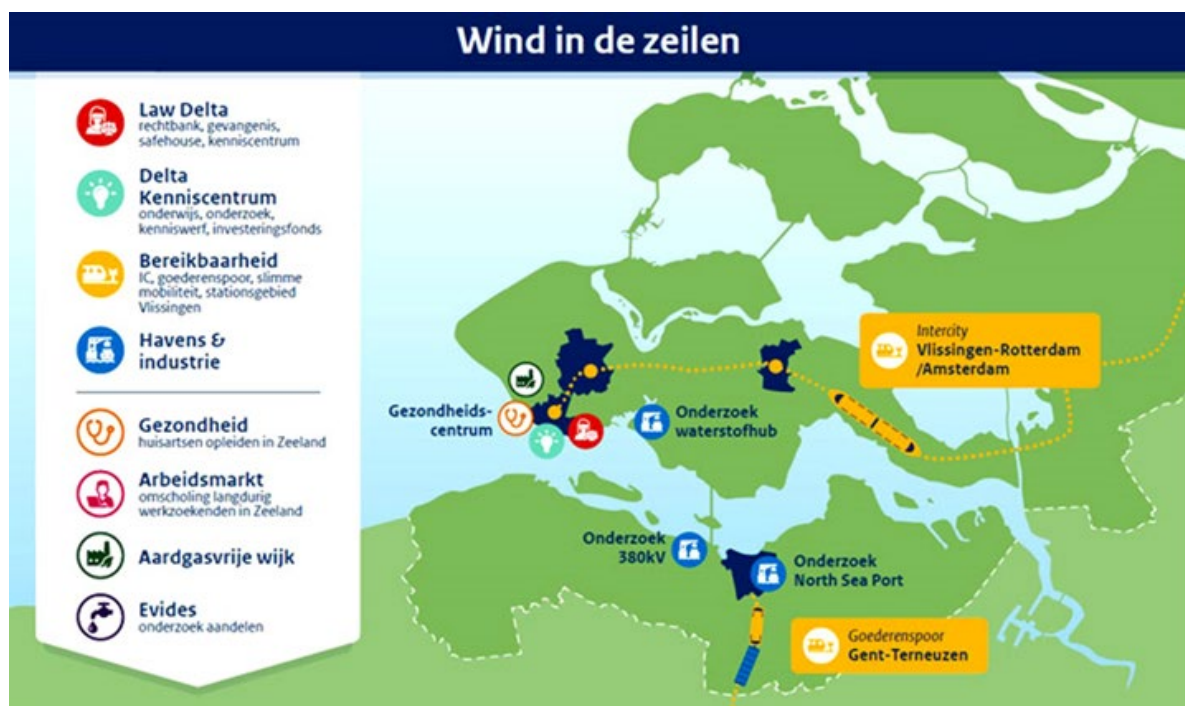 Wind in de zeilen
Law Delta
rechtbank, gevangenis,
safehouse, kenniscentrum
Delta
Kenniscentrum
onderwijs, onderzoek,
kenniswerf, investeringsfonds
Bereikbaarheid
IC, goederenspoor, slimme
mobiliteit, stationsgebied
Vlissingen
Havens &
industrie
Gezondheid
huisartsen opleiden in Zeeland
Arbeidsmarkt
omscholing langdurig
werkzoekenden in Zeeland
Aardgasvrije wijk
Evides
onderzoek aandelen
Intercity
Vlissingen-Rotterdam
/Amsterdam
Gezondheids-
centrum
Onderzoek
waterstofhub
Onderzoek
380kV
Onderzoek
North Sea Port
Goederenspoor
Gent-Terneuzen